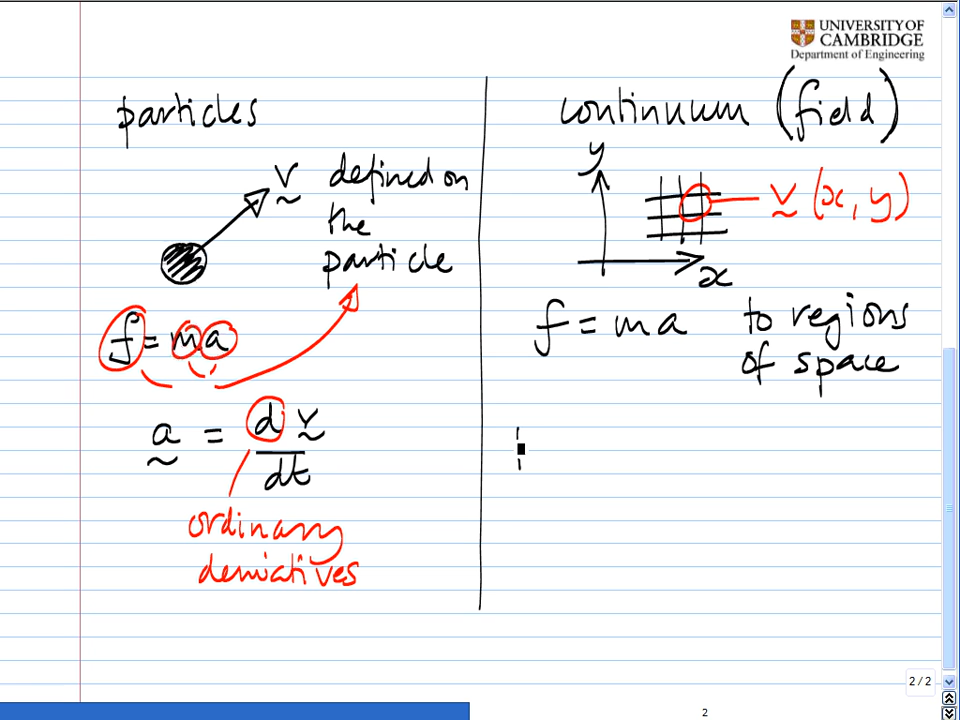 UNIVERSITY OF
CAMBRIDGE
Department of Engineering
particles
v defined on
the
particle
f = ma
a = dv
dt
ordinary
derivatives
continuum (field)
y
v (x, y)
x
f = ma to regions
of space
2 / 2
2